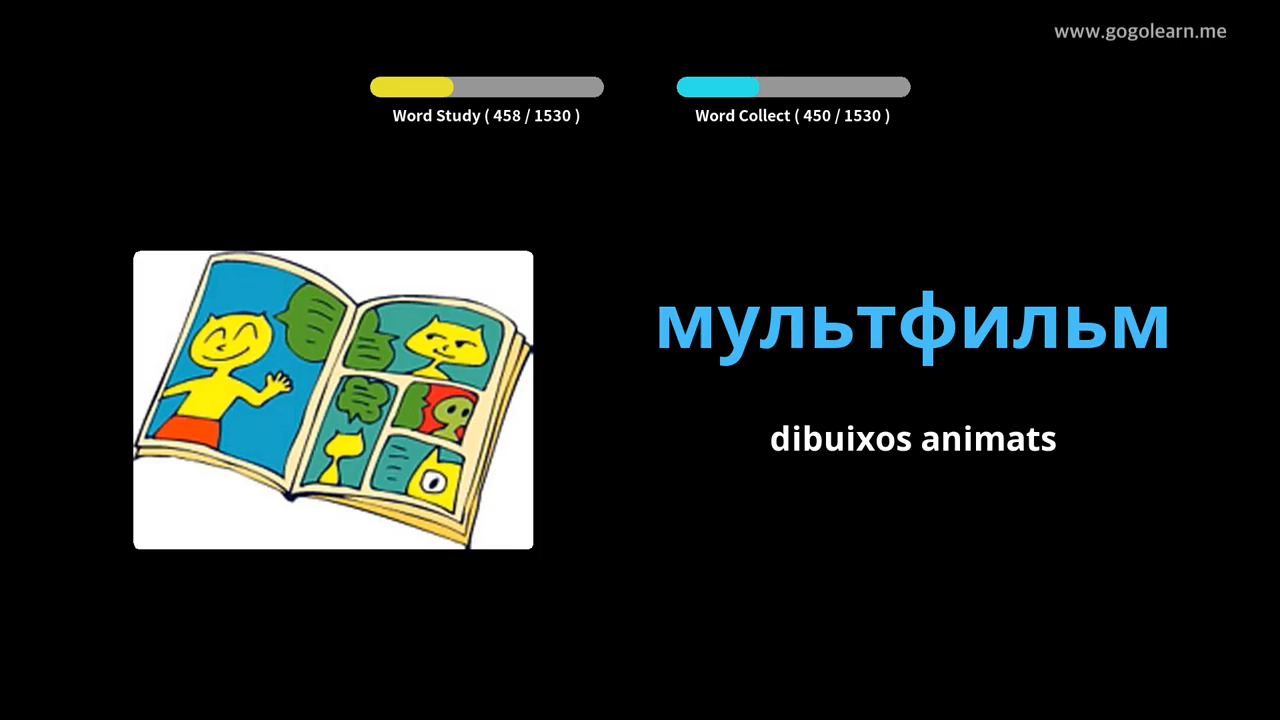 www.gogolearn.me
Word Study ( 458 / 1530 )
Word Collect ( 450 / 1530 )
мультфильм
dibuixos animats